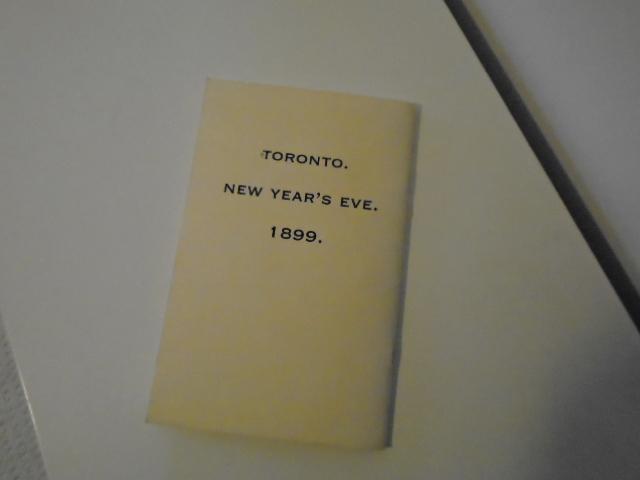 TORONTO.
NEW YEAR'S EVE.
1899.